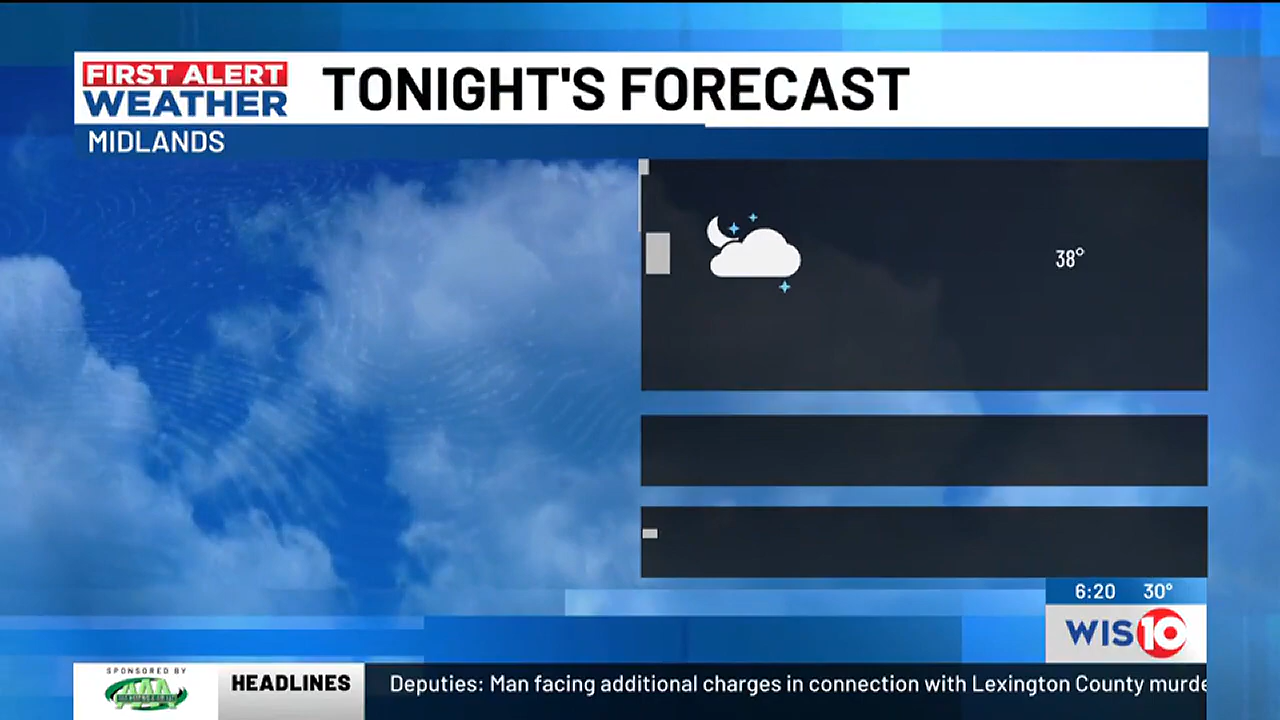 FIRST ALERT
WEATHER
TONIGHT'S FORECAST
MIDLANDS
38°
6:20 30°
WIS10
SPONSORED BY
HEADLINES
Deputies: Man facing additional charges in connection with Lexington County murde